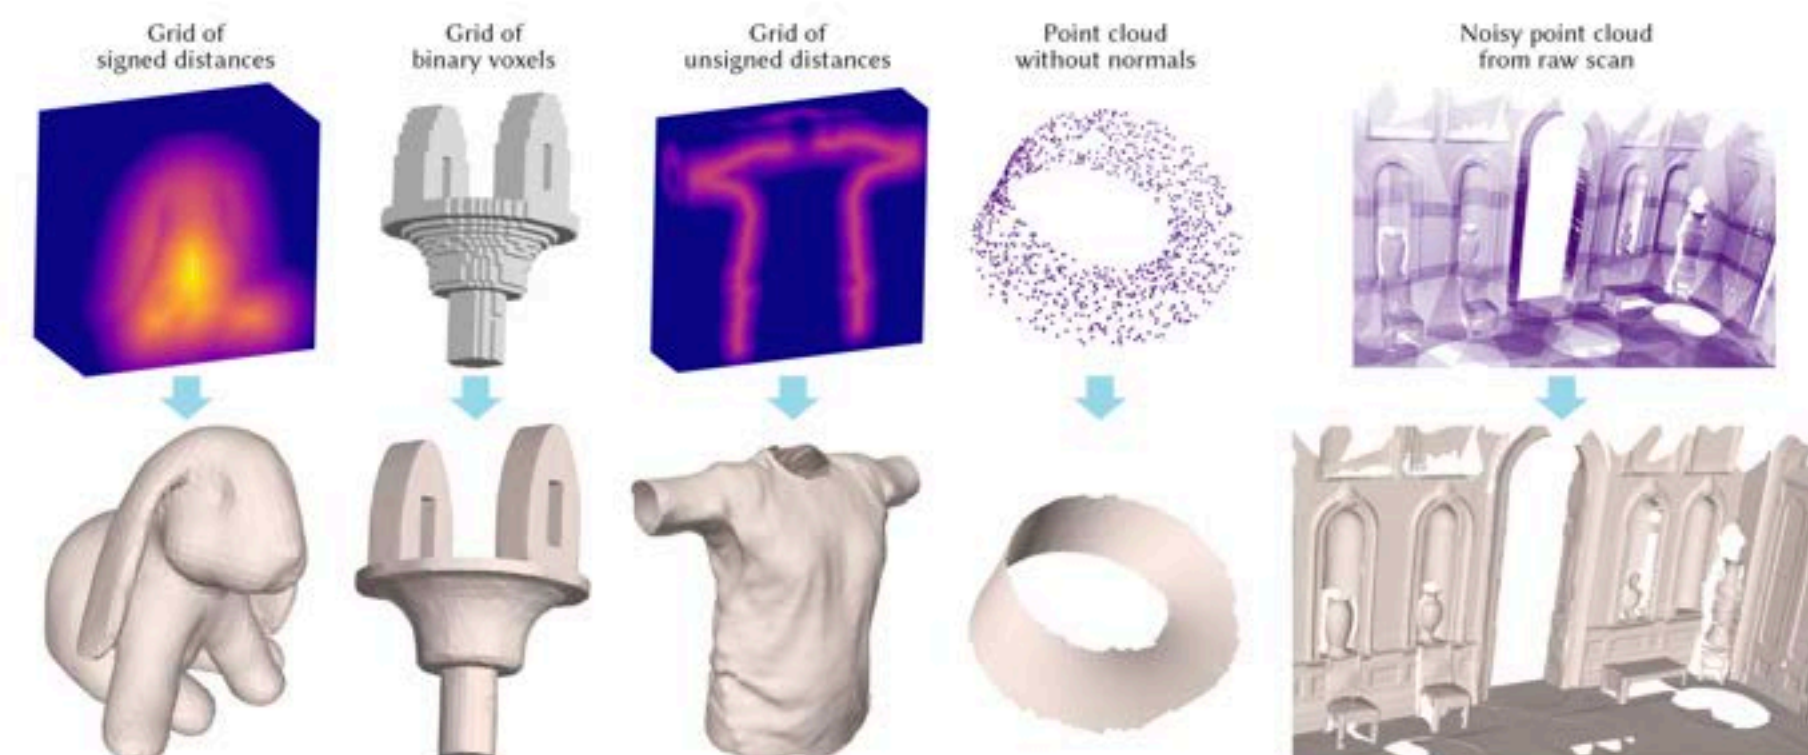 Grid of
signed distances
Grid of
binary voxels
Grid of
unsigned distances
Point cloud
without normals
Noisy point cloud
from raw scan